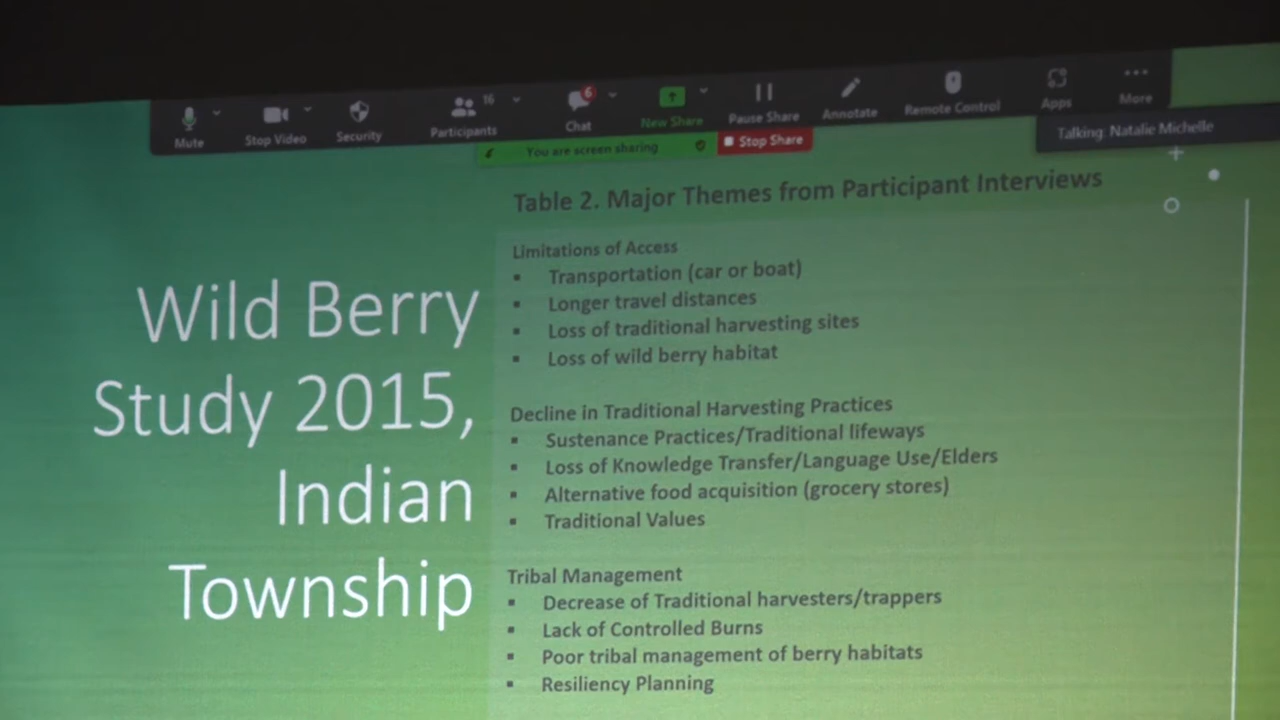 Mute
Stop Video
Security
Participants
16
Chat
6
New Share
Pause Share
Annotate
Remote Control
Apps
More
You are screen sharing
Stop Share
Talking: Natalie Michelle
Wild Berry
Study 2015,
Indian
Township
Table 2. Major Themes from Participant Interviews
Limitations of Access
▪ Transportation (car or boat)
▪ Longer travel distances
▪ Loss of traditional harvesting sites
▪ Loss of wild berry habitat
Decline in Traditional Harvesting Practices
▪ Sustenance Practices/Traditional lifeways
▪ Loss of Knowledge Transfer/Language Use/Elders
▪ Alternative food acquisition (grocery stores)
▪ Traditional Values
Tribal Management
▪ Decrease of Traditional harvesters/trappers
▪ Lack of Controlled Burns
▪ Poor tribal management of berry habitats
▪ Resiliency Planning